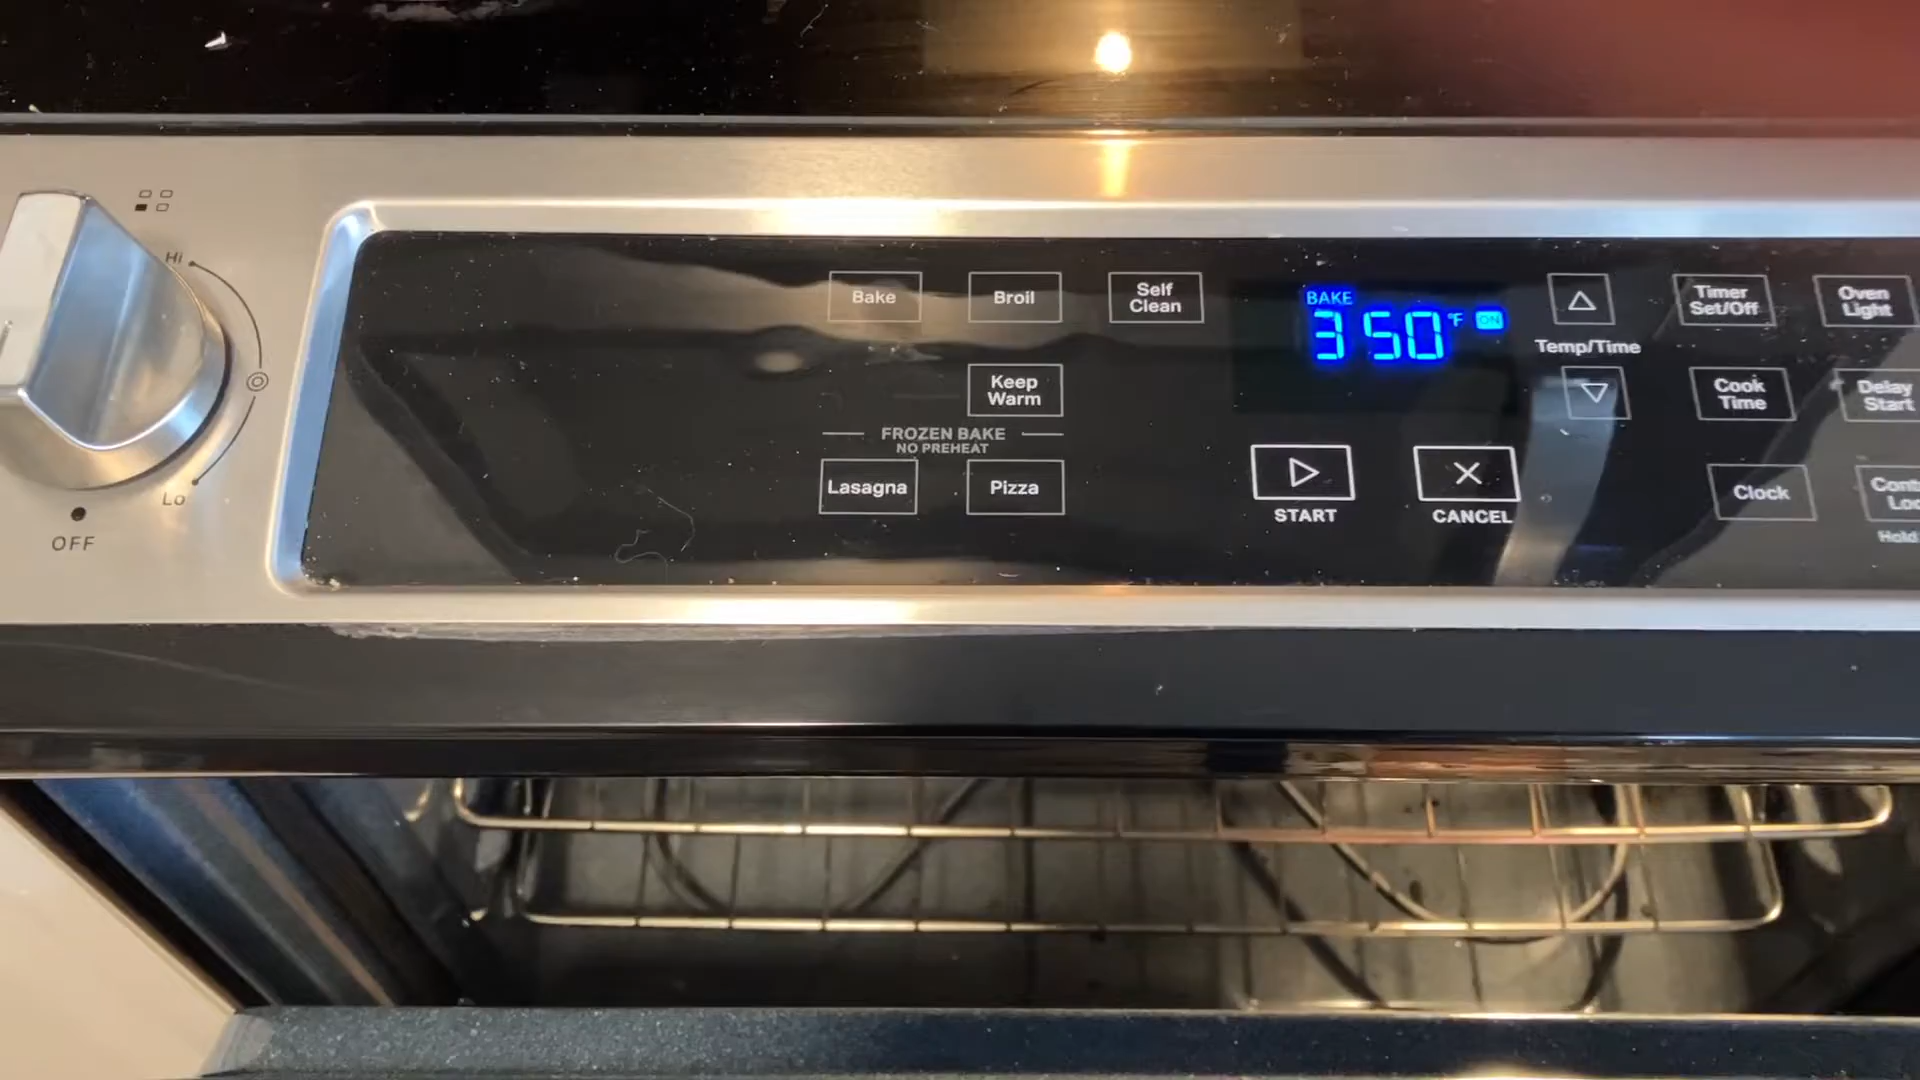 Hi
Lo
OFF
Bake
Broil
Self
Clean
Keep
Warm
FROZEN BAKE
NO PREHEAT
Lasagna
Pizza
BAKE
350 °F ON
START
CANCEL
Temp/Time
Timer
Set/Off
Oven
Light
Cook
Time
Delay
Start
Clock
Hold